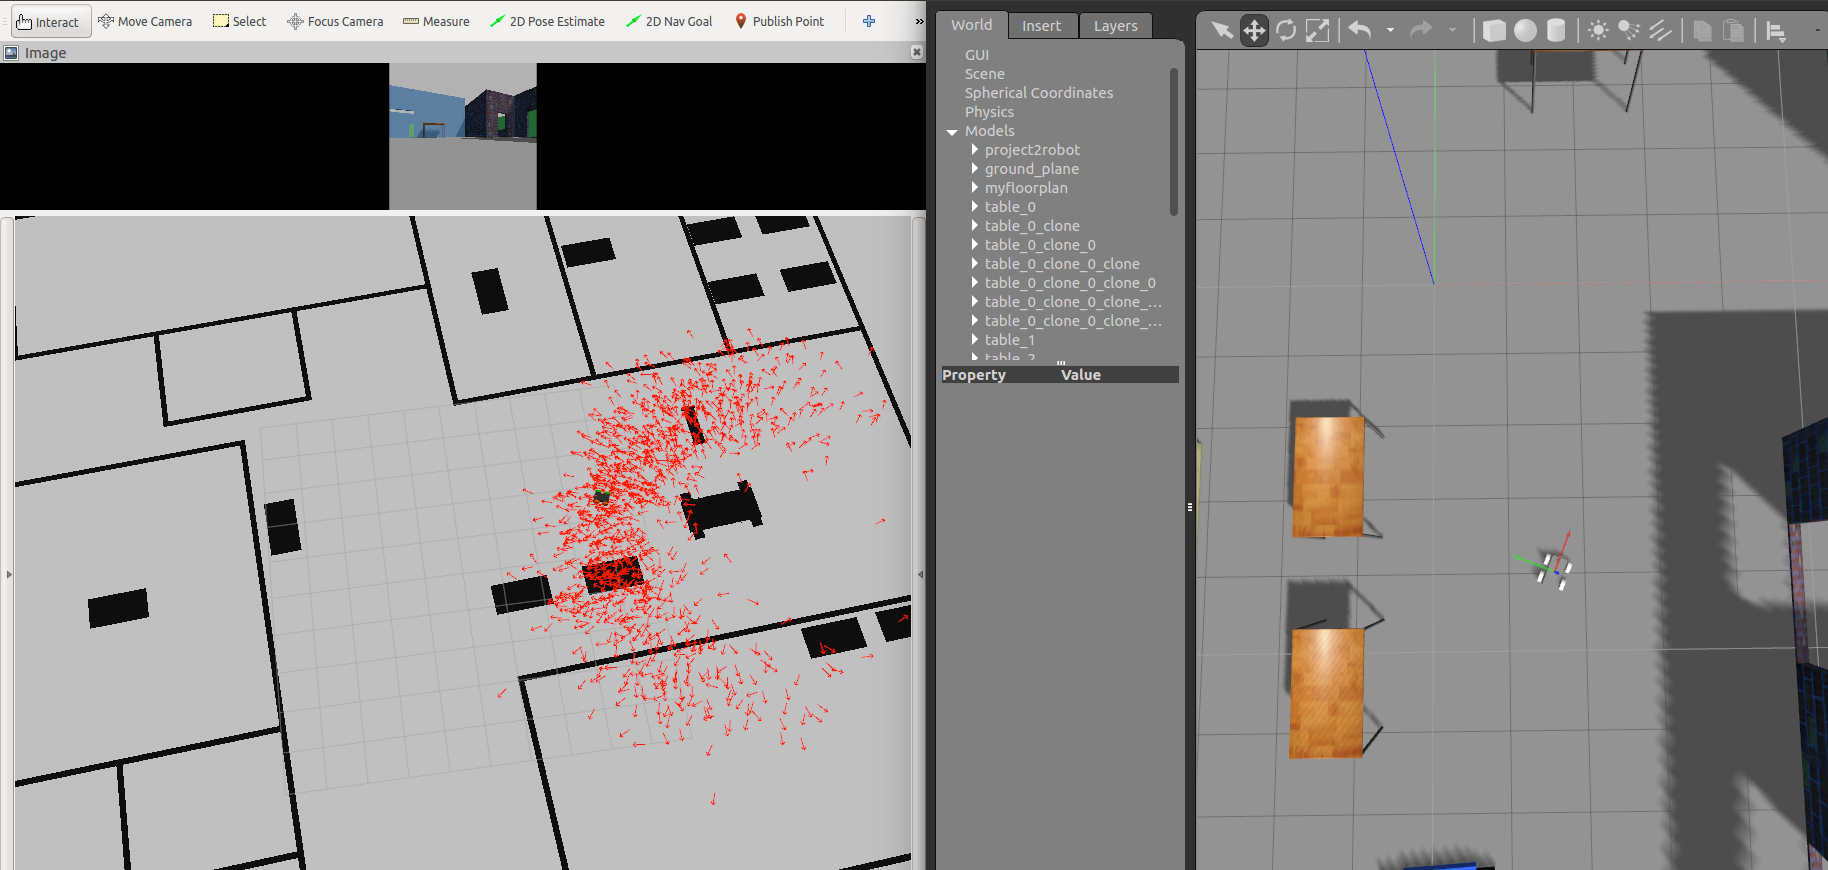 Interact Move Camera Select Focus Camera Measure 2D Pose Estimate 2D Nav Goal Publish Point »
Image
World Insert Layers
GUI
Scene
Spherical Coordinates
Physics
Models
project2robot
ground_plane
myfloorplan
table_0
table_0_clone
table_0_clone_0
table_0_clone_0_clone
table_0_clone_0_clone_0
table_0_clone_0_clone_...
table_0_clone_0_clone_...
table_1
table_2
Property Value